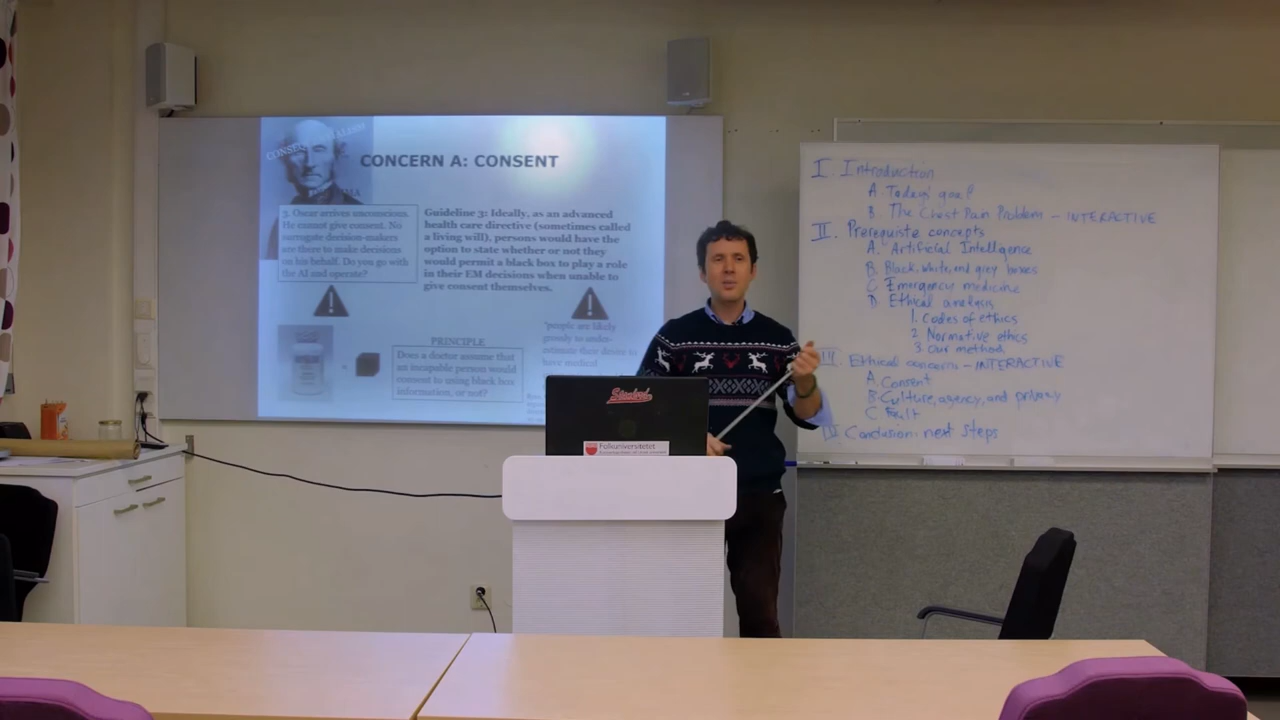 CONCERN A: CONSENT
3. Oscar arrives unconscious.
He cannot give consent. No
surrogate decision-makers
are there to make decisions
on his behalf. Do you go with
the AI and operate?
Guideline 3: Ideally, as an advanced
health care directive (sometimes called
a living will), persons would have the
option to state whether or not they
would permit a black box to play a role
in their EM decisions when unable to
give consent themselves.
PRINCIPLE
Does a doctor assume that
an incapable person would
consent to using black box
information, or not?
"people are likely
grossly to under-
estimate their desire to
have medical
Folkuniversitetet
I. Introduction
A. Today's goal
B. The Chest Pain Problem - INTERACTIVE
II. Prerequiste concepts
A. Artificial Intelligence
B. Black, white, and grey boxes
C. Emergency medicine
D. Ethical analysis
1. Codes of ethics
2. Normative ethics
3. Our method
III. Ethical concerns - INTERACTIVE
A. Consent
B. Culture, agency, and privacy
C. Fault
IV Conclusion: next steps